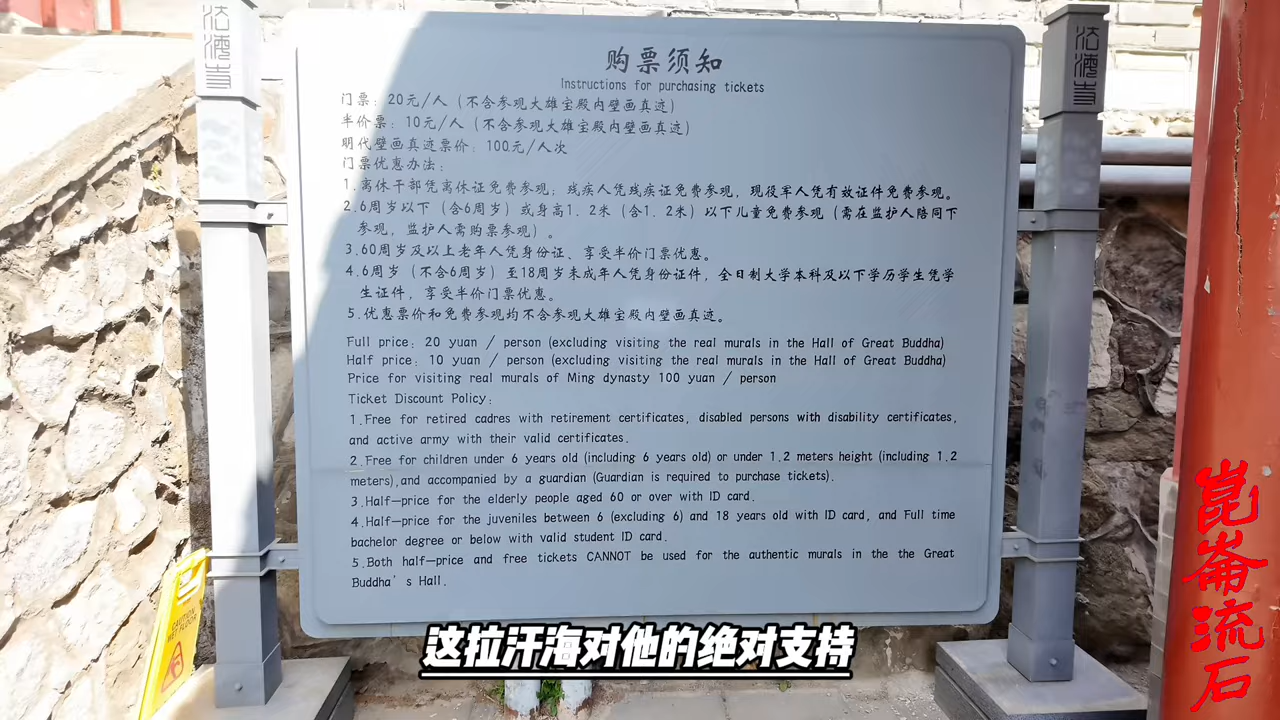 法海寺
法海寺
购票须知
Instructions for purchasing tickets
门票：20元/人（不含参观大雄宝殿内壁画真迹）
半价票：10元/人（不含参观大雄宝殿内壁画真迹）
明代壁画真迹票价：100元/人次
门票优惠办法：
1.离休干部凭离休证免费参观；残疾人凭残疾证免费参观，现役军人凭有效证件免费参观。
2.6周岁以下（含6周岁）或身高1.2米（含1.2米）以下儿童免费参观（需在监护人陪同下
参观，监护人需购票参观）。
3.60周岁及以上老年人凭身份证、享受半价门票优惠。
4.6周岁（不含6周岁）至18周岁未成年人凭身份证件，全日制大学本科及以下学历学生凭学
生证件，享受半价门票优惠。
5.优惠票价和免费参观均不含参观大雄宝殿内壁画真迹。
Full price: 20 yuan / person (excluding visiting the real murals in the Hall of Great Buddha)
Half price: 10 yuan / person (excluding visiting the real murals in the Hall of Great Buddha)
Price for visiting real murals of Ming dynasty 100 yuan / person
Ticket Discount Policy:
1.Free for retired cadres with retirement certificates, disabled persons with disability certificates,
and active army with their valid certificates.
2.Free for children under 6 years old (including 6 years old) or under 1.2 meters height (including 1.2
meters),and accompanied by a guardian (Guardian is required to purchase tickets).
3.Half-price for the elderly people aged 60 or over with ID card.
4.Half-price for the juveniles between 6 (excluding 6) and 18 years old with ID card, and Full time
bachelor degree or below with valid student ID card.
5.Both half-price and free tickets CANNOT be used for the authentic murals in the the Great
Buddha's Hall.
CAUTION
WET FLOOR
这拉汗海对他的绝对支持
崑崙流石